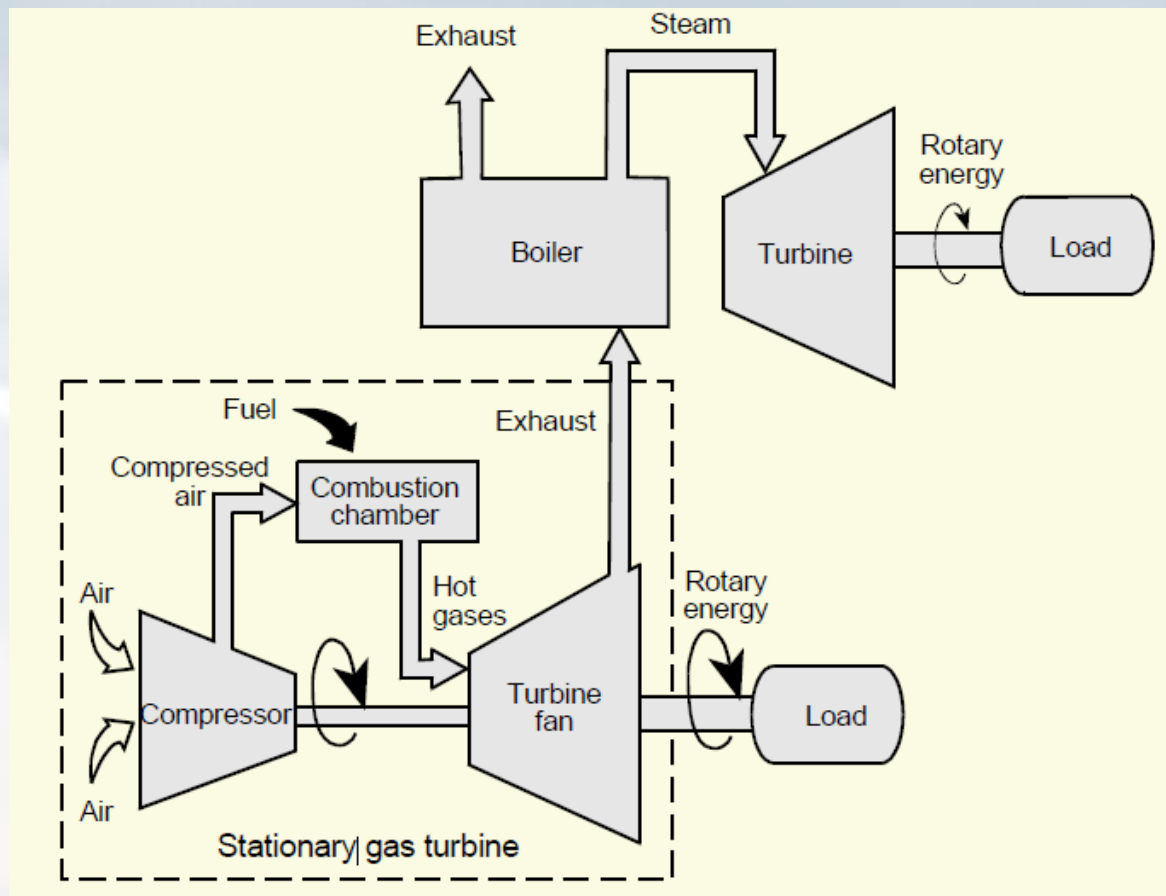 Exhaust
Steam
Rotary
energy
Boiler
Turbine
Load
Fuel
Exhaust
Compressed
air
Combustion
chamber
Air
Hot
gases
Rotary
energy
Compressor
Turbine
fan
Load
Air
Stationary gas turbine